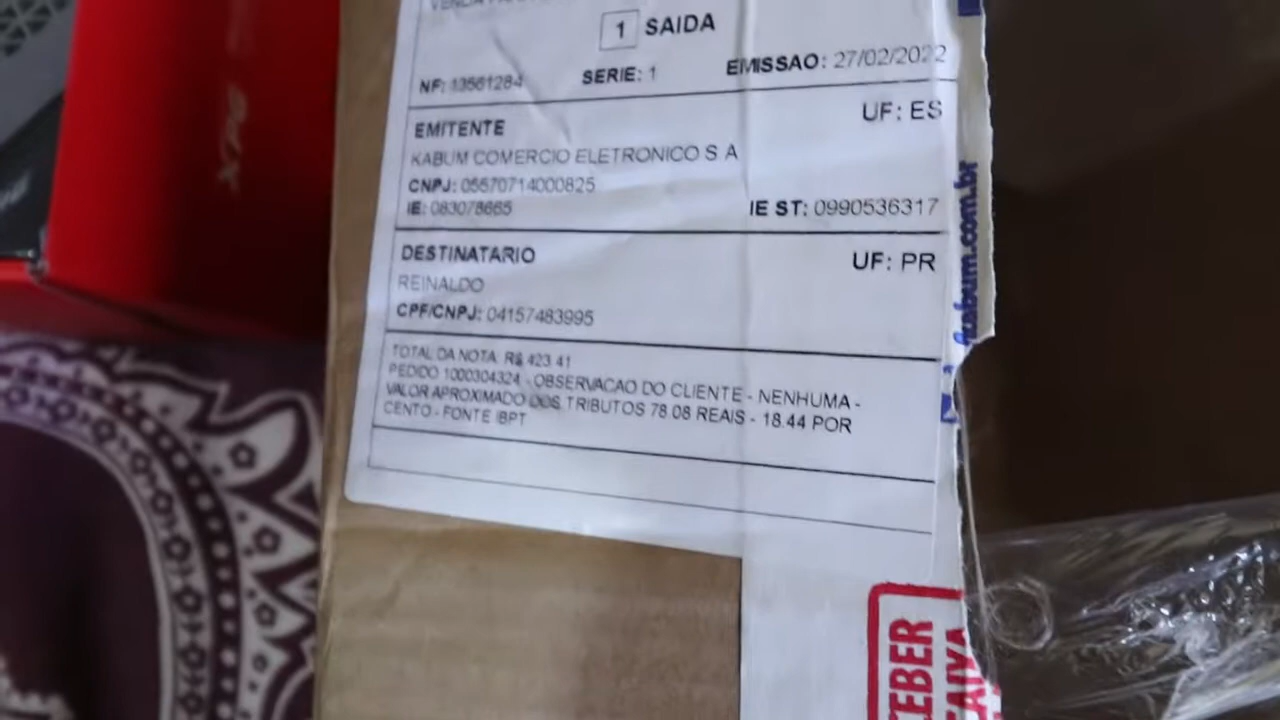 1 SAIDA
NF: 13561284 SERIE: 1 EMISSAO: 27/02/2022
EMITENTE UF: ES
KABUM COMERCIO ELETRONICO S A
CNPJ: 05570714000825
IE: 083078665 IE ST: 0990536317
DESTINATARIO UF: PR
REINALDO
CPF/CNPJ: 04157483995
TOTAL DA NOTA: R$ 423.41
PEDIDO 1000304324 - OBSERVACAO DO CLIENTE - NENHUMA -
VALOR APROXIMADO DOS TRIBUTOS 78.08 REAIS - 18.44 POR
CENTO - FONTE IBPT
kabum.com.br